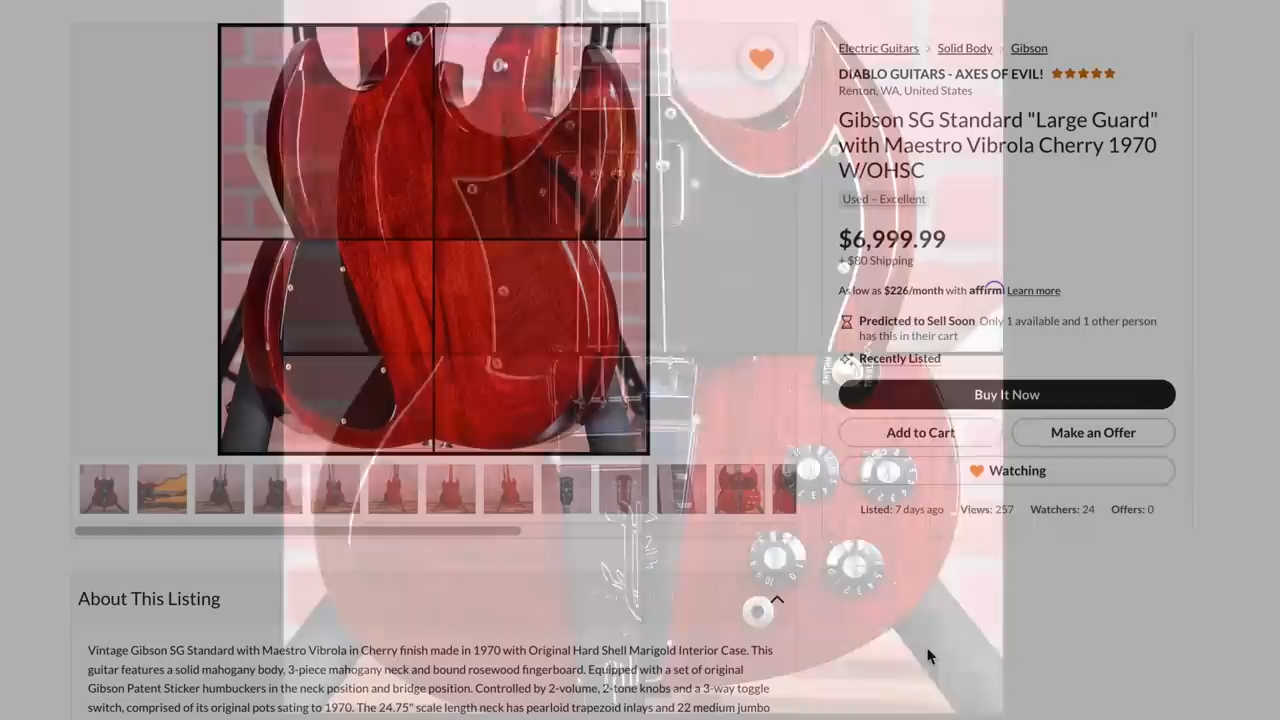 Electric Guitars › Solid Body › Gibson
DIABLO GUITARS - AXES OF EVIL!
Renton, WA, United States
Gibson SG Standard "Large Guard"
with Maestro Vibrola Cherry 1970
W/OHSC
Used – Excellent
$6,999.99
+ $80 Shipping
As low as $226/month with affirm Learn more
Predicted to Sell Soon Only 1 available and 1 other person
has this in their cart
Recently Listed
Buy It Now
Add to Cart
Make an Offer
Watching
Listed: 7 days ago Views: 257 Watchers: 24 Offers: 0
About This Listing
Vintage Gibson SG Standard with Maestro Vibrola in Cherry finish made in 1970 with Original Hard Shell Marigold Interior Case. This
guitar features a solid mahogany body, 3-piece mahogany neck and bound rosewood fingerboard. Equipped with a set of original
Gibson Patent Sticker humbuckers in the neck position and bridge position. Controlled by 2-volume, 2-tone knobs and a 3-way toggle
switch, comprised of its original pots sating to 1970. The 24.75" scale length neck has pearloid trapezoid inlays and 22 medium jumbo